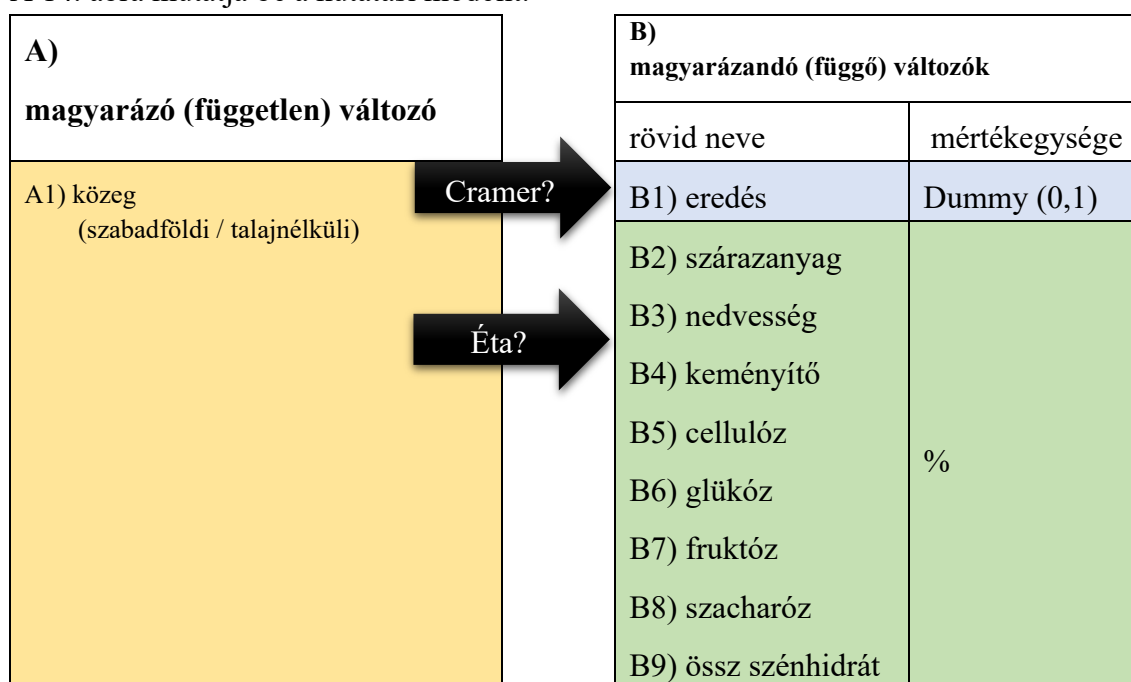 A)
magyarázó (független) változó
A1) közeg
(szabadföldi / talajnélküli)
Cramer?
Éta?
B)
magyarázandó (függő) változók
rövid neve
mértékegysége
B1) eredés
Dummy (0,1)
B2) szárazanyag
B3) nedvesség
B4) keményítő
B5) cellulóz
B6) glükóz
B7) fruktóz
B8) szacharóz
B9) össz szénhidrát
%